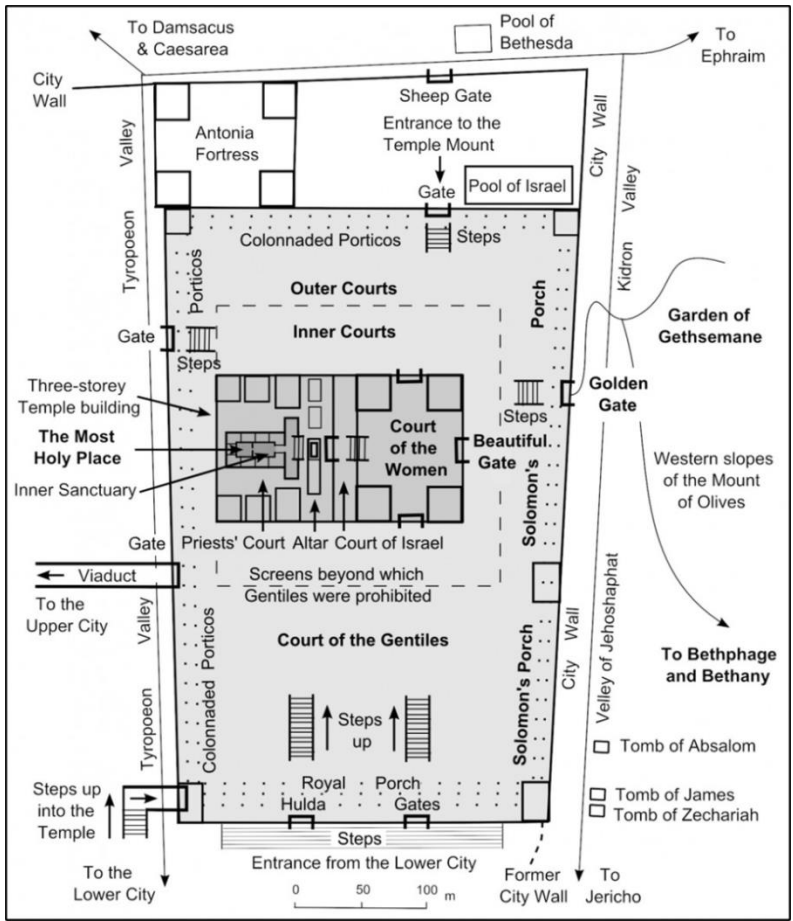 To Damsacus
& Caesarea
Pool of
Bethesda
To
Ephraim
City
Wall
Sheep Gate
Entrance to the
Temple Mount
Antonia
Fortress
Valley
City Wall
Gate
Pool of Israel
Kidron Valley
Colonnaded Porticos
Steps
Tyropoeon
Porticos
Outer Courts
Porch
Inner Courts
Garden of
Gethsemane
Gate
Steps
Three-storey
Temple building
Steps
Golden
Gate
The Most
Holy Place
Court
of the
Women
Beautiful
Gate
Inner Sanctuary
Western slopes
of the Mount
of Olives
Solomon's
Gate
Priests' Court
Altar
Court of Israel
Viaduct
Screens beyond which
Gentiles were prohibited
To the
Upper City
Valley
Court of the Gentiles
City Wall
Velley of Jehoshaphat
To Bethphage
and Bethany
Colonnaded Porticos
Solomon's Porch
Tyropoeon
Steps
up
Tomb of Absalom
Steps up
into the
Temple
Royal Porch
Hulda Gates
Tomb of James
Tomb of Zechariah
Steps
Entrance from the Lower City
To the
Lower City
Former
City Wall
To
Jericho
0 50 100 m